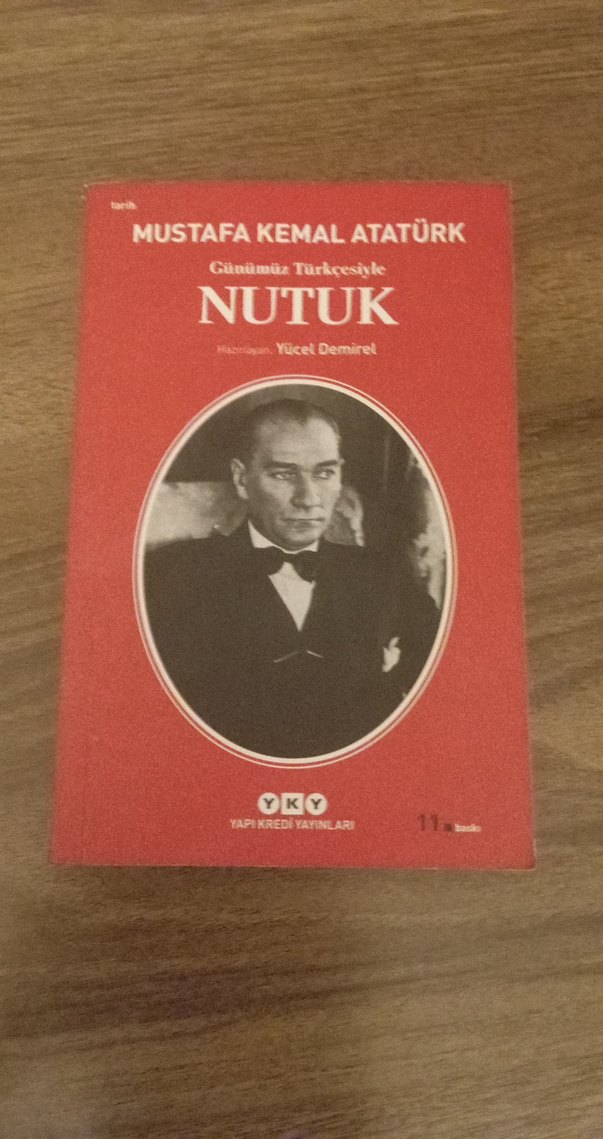 tarih
MUSTAFA KEMAL ATATÜRK
Günümüz Türkçesiyle
NUTUK
Hazırlayan: Yücel Demirel
YKY
YAPI KREDİ YAYINLARI
11. baskı